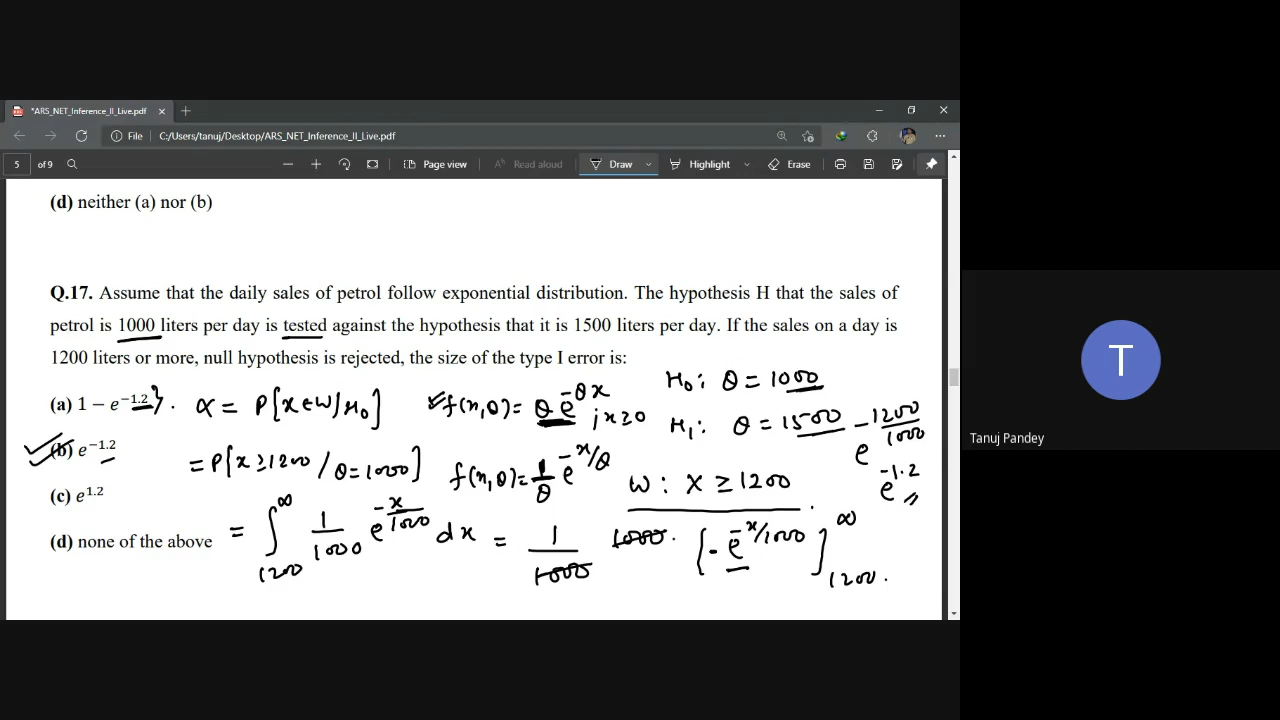 *ARS_NET_Inference_II_Live.pdf
File C:/Users/tanuj/Desktop/ARS_NET_Inference_II_Live.pdf
5 of 9 Page view Read aloud Draw Highlight Erase
(d) neither (a) nor (b)
Q.17. Assume that the daily sales of petrol follow exponential distribution. The hypothesis H that the sales of
petrol is 1000 liters per day is tested against the hypothesis that it is 1500 liters per day. If the sales on a day is
1200 liters or more, null hypothesis is rejected, the size of the type I error is:
(a) 1 − e^{−1.2}
α = P[x∈W/H₀]
f(x,θ) = θ e^{−θx} ; x≥0
H₀: θ = 1000
H₁: θ = 1500
e^{−1200/1000}
(b) e^{−1.2}
= P[x≥1200 / θ=1000]
f(x,θ) = 1/θ e^{−x/θ}
W : X ≥ 1200
e^{−1.2}
(c) e^{1.2}
(d) none of the above
= ∫_{1200}^{∞} 1/1000 e^{−x/1000} dx = 1/1000 1000. [− e^{−x/1000}]_{1200}^{∞}
T
Tanuj Pandey